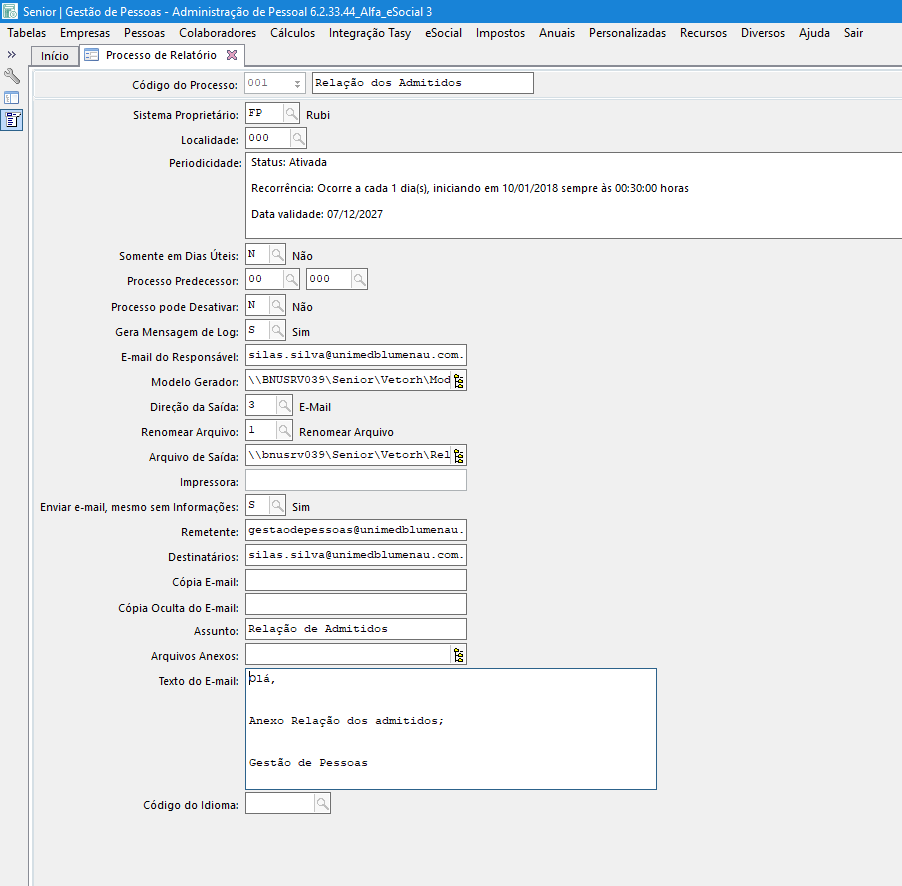 Senior | Gestão de Pessoas - Administração de Pessoal 6.2.33.44_Alfa_eSocial 3
Tabelas Empresas Pessoas Colaboradores Cálculos Integração Tasy eSocial Impostos Anuais Personalizadas Recursos Diversos Ajuda Sair
Início Processo de Relatório
Código do Processo: 001 Relação dos Admitidos
Sistema Proprietário: FP Rubi
Localidade: 000
Periodicidade: Status: Ativada
Recorrência: Ocorre a cada 1 dia(s), iniciando em 10/01/2018 sempre às 00:30:00 horas
Data validade: 07/12/2027
Somente em Dias Úteis: N Não
Processo Predecessor: 00 000
Processo pode Desativar: N Não
Gera Mensagem de Log: S Sim
E-mail do Responsável: silas.silva@unimedblumenau.com.
Modelo Gerador: \\BNUSRV039\Senior\Vetorh\Mod
Direção da Saída: 3 E-Mail
Renomear Arquivo: 1 Renomear Arquivo
Arquivo de Saída: \\bnusrv039\Senior\Vetorh\Rel
Impressora:
Enviar e-mail, mesmo sem Informações: S Sim
Remetente: gestaodepessoas@unimedblumenau.
Destinatários: silas.silva@unimedblumenau.com.
Cópia E-mail:
Cópia Oculta do E-mail:
Assunto: Relação de Admitidos
Arquivos Anexos:
Texto do E-mail: Olá,
Anexo Relação dos admitidos;
Gestão de Pessoas
Código do Idioma: